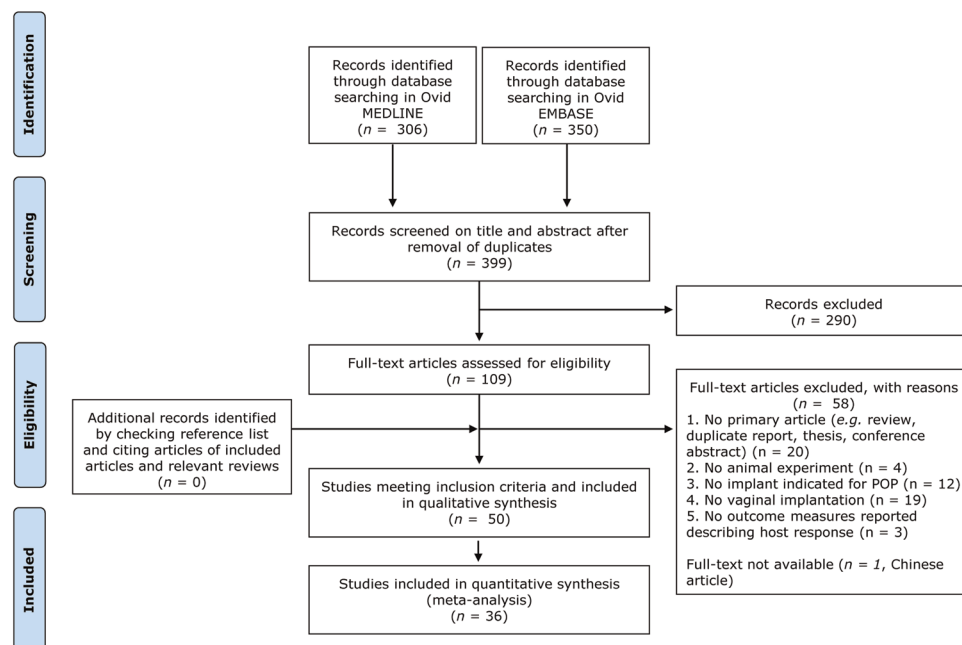 Identification
Records identified
through database
searching in Ovid
MEDLINE
(n = 306)
Records identified
through database
searching in Ovid
EMBASE
(n = 350)
Screening
Records screened on title and abstract after
removal of duplicates
(n = 399)
Records excluded
(n = 290)
Eligibility
Full-text articles assessed for eligibility
(n = 109)
Full-text articles excluded, with reasons
(n = 58)
1. No primary article (e.g. review,
duplicate report, thesis, conference
abstract) (n = 20)
2. No animal experiment (n = 4)
3. No implant indicated for POP (n = 12)
4. No vaginal implantation (n = 19)
5. No outcome measures reported
describing host response (n = 3)
Full-text not available (n = 1, Chinese
article)
Additional records identified
by checking reference list
and citing articles of included
articles and relevant reviews
(n = 0)
Studies meeting inclusion criteria and included
in qualitative synthesis
(n = 50)
Included
Studies included in quantitative synthesis
(meta-analysis)
(n = 36)